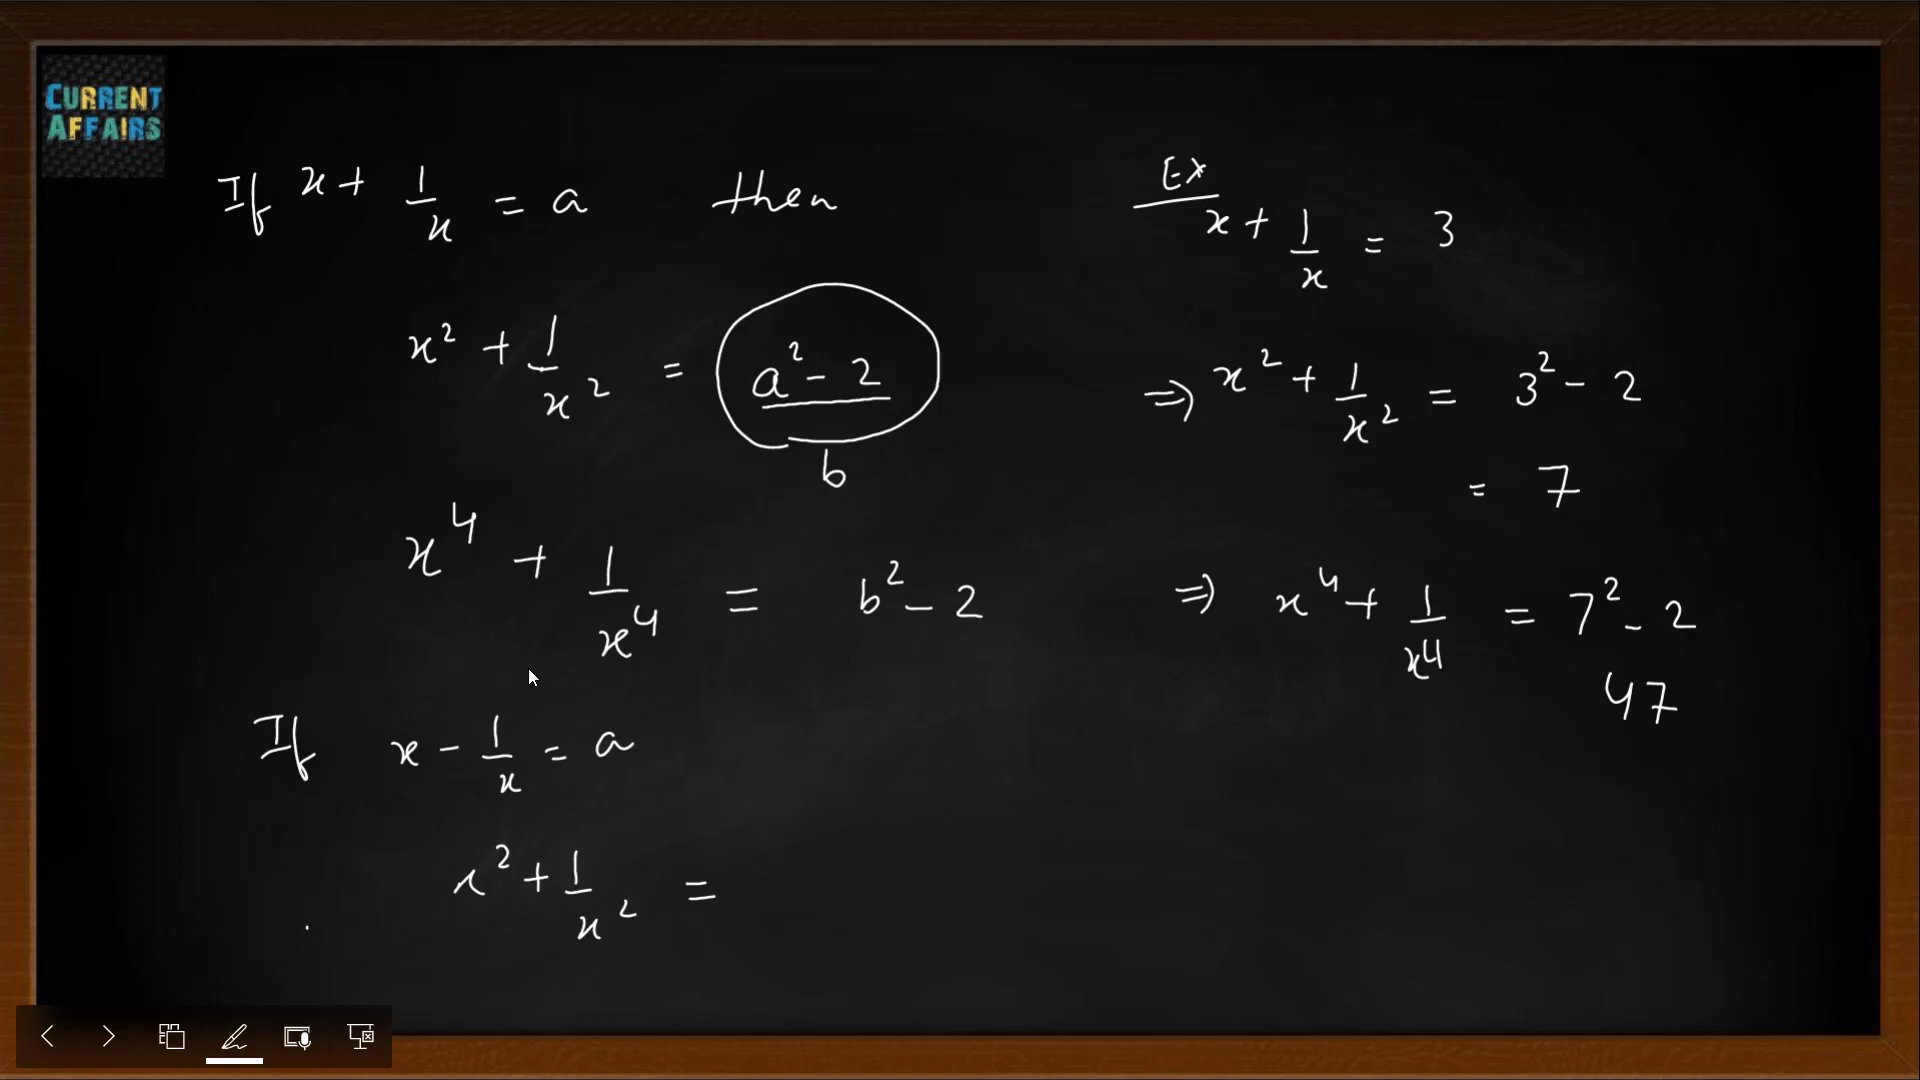 CURRENT
AFFAIRS
If x + 1/x = a then
x² + 1/x² = a² - 2
b
x⁴ + 1/x⁴ = b² - 2
If x - 1/x = a
x² + 1/x² =
Ex
x + 1/x = 3
⇒ x² + 1/x² = 3² - 2
= 7
⇒ x⁴ + 1/x⁴ = 7² - 2
47